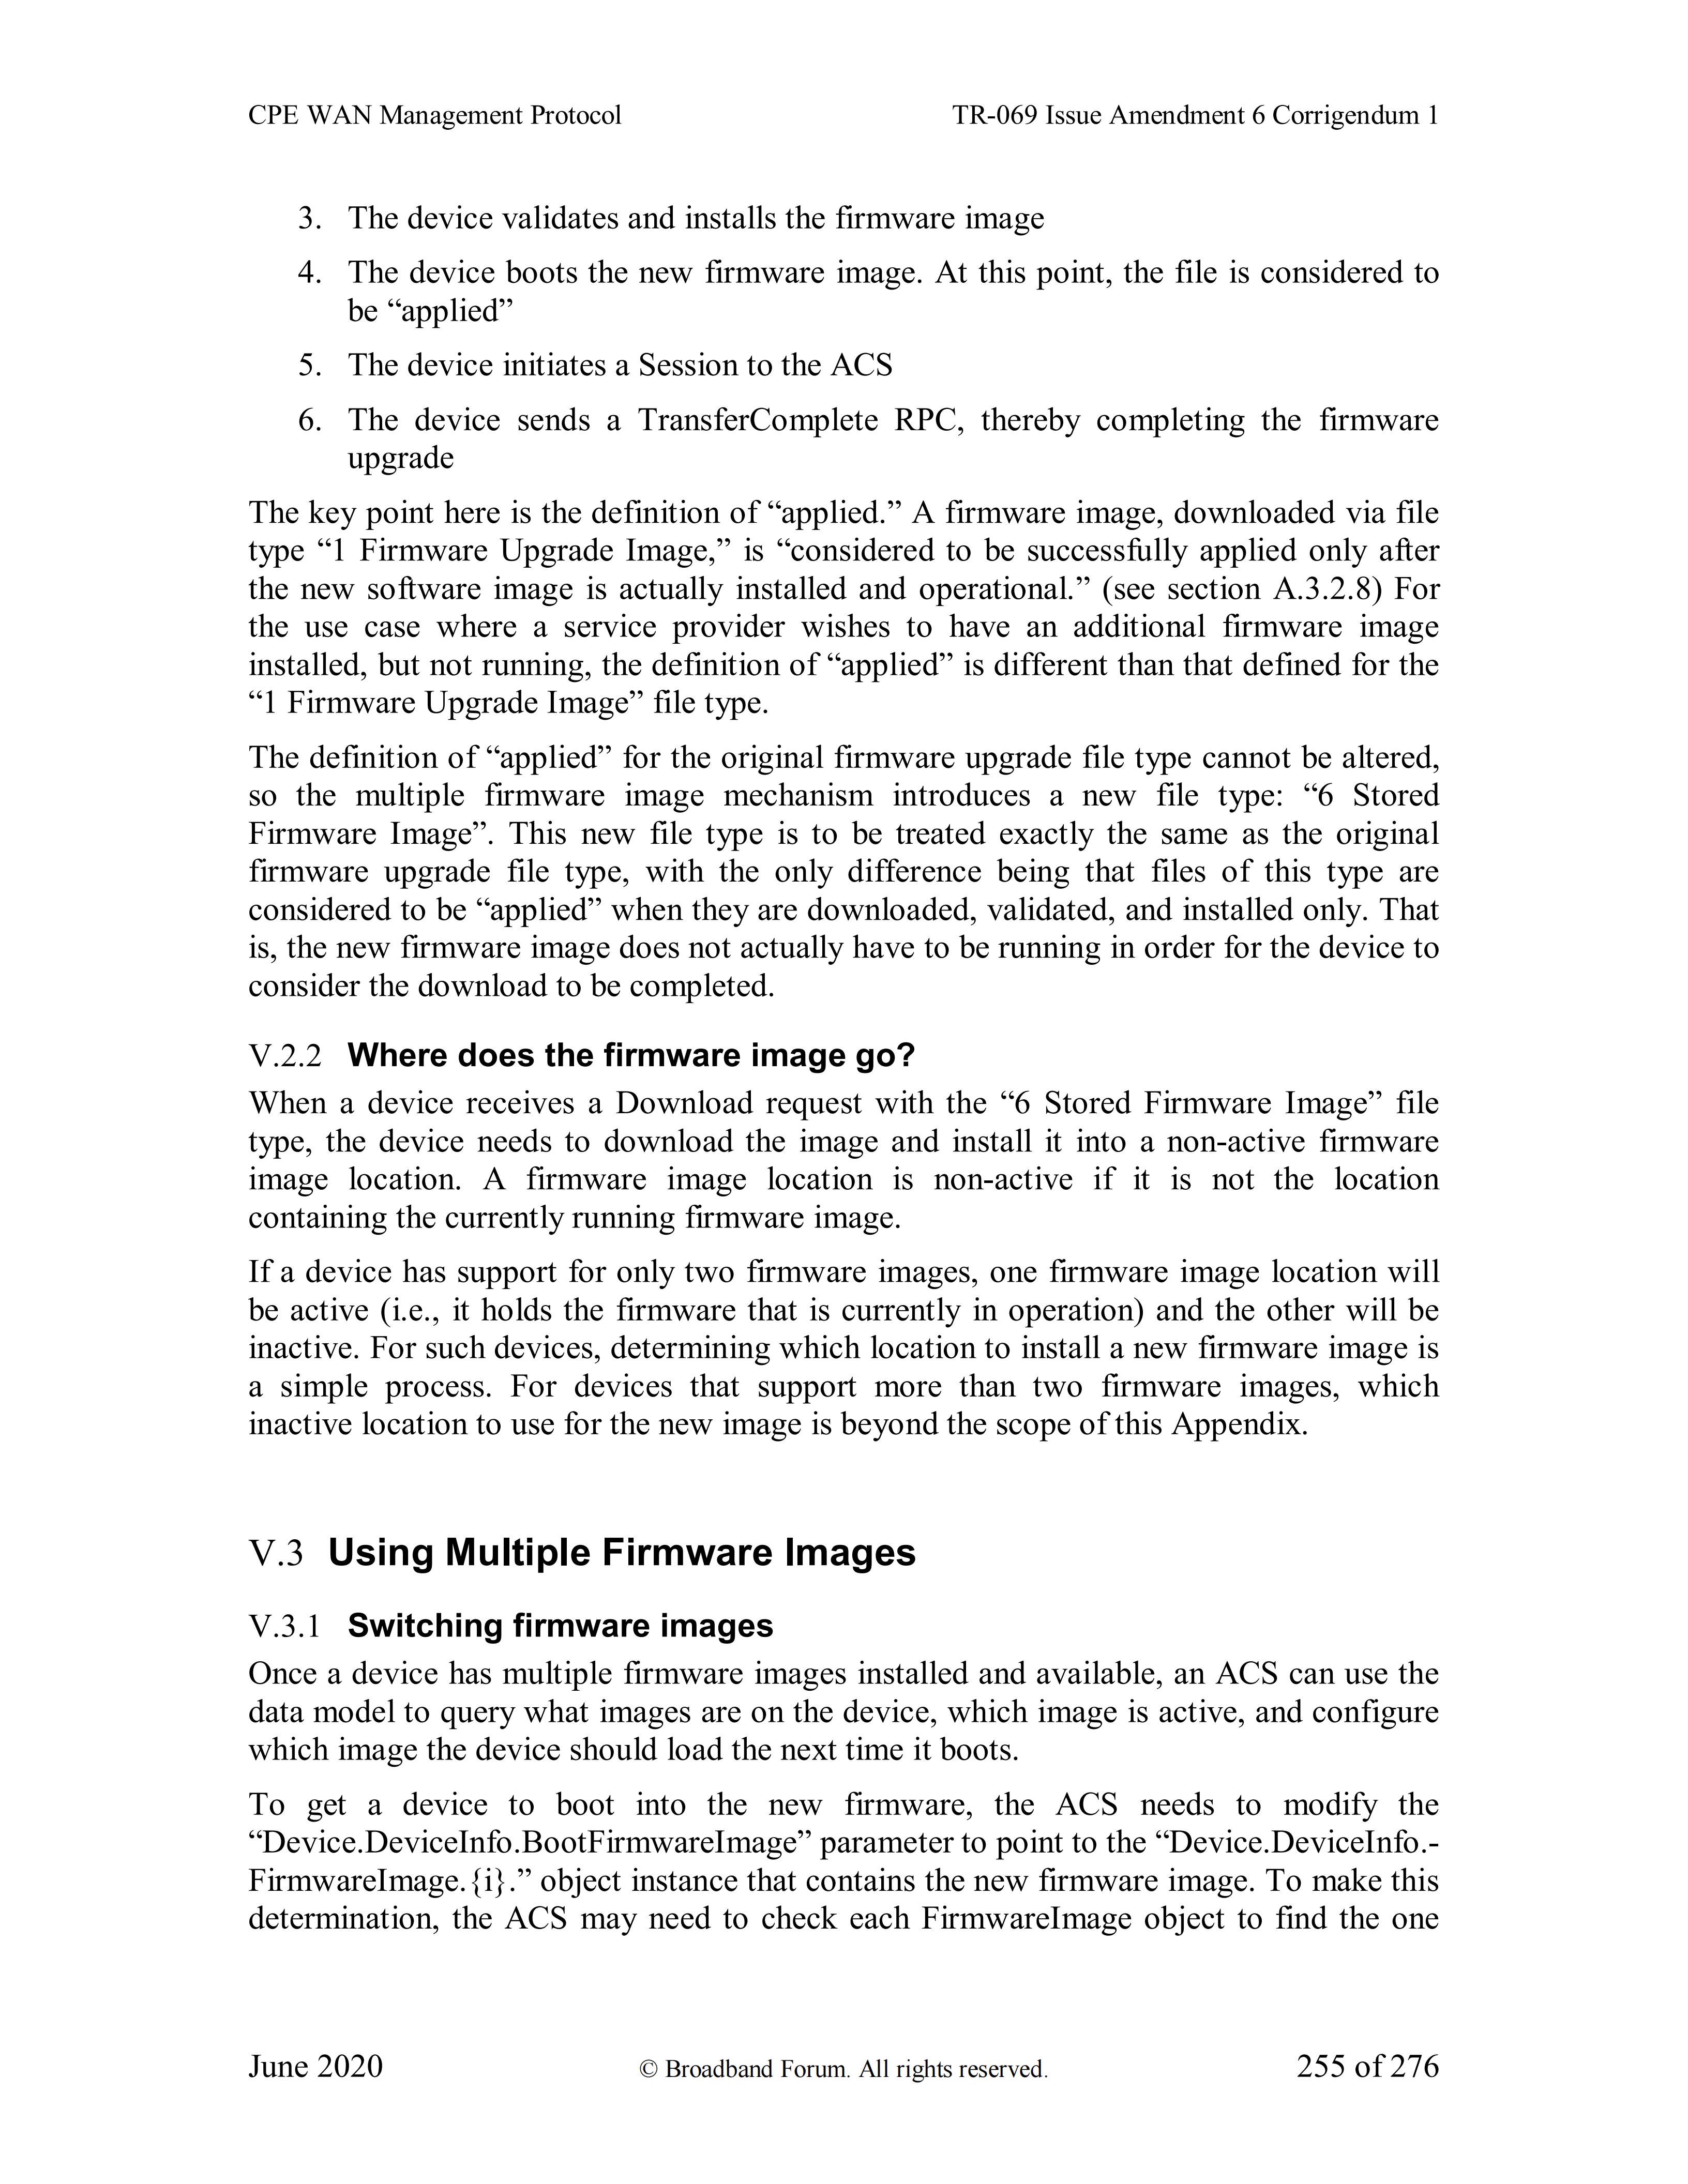 CPE WAN Management Protocol TR-069 Issue Amendment 6 Corrigendum 1
3. The device validates and installs the firmware image
4. The device boots the new firmware image. At this point, the file is considered to
be “applied”
5. The device initiates a Session to the ACS
6. The device sends a TransferComplete RPC, thereby completing the firmware
upgrade
The key point here is the definition of “applied.” A firmware image, downloaded via file
type “1 Firmware Upgrade Image,” is “considered to be successfully applied only after
the new software image is actually installed and operational.” (see section A.3.2.8) For
the use case where a service provider wishes to have an additional firmware image
installed, but not running, the definition of “applied” is different than that defined for the
“1 Firmware Upgrade Image” file type.
The definition of “applied” for the original firmware upgrade file type cannot be altered,
so the multiple firmware image mechanism introduces a new file type: “6 Stored
Firmware Image”. This new file type is to be treated exactly the same as the original
firmware upgrade file type, with the only difference being that files of this type are
considered to be “applied” when they are downloaded, validated, and installed only. That
is, the new firmware image does not actually have to be running in order for the device to
consider the download to be completed.
V.2.2 Where does the firmware image go?
When a device receives a Download request with the “6 Stored Firmware Image” file
type, the device needs to download the image and install it into a non-active firmware
image location. A firmware image location is non-active if it is not the location
containing the currently running firmware image.
If a device has support for only two firmware images, one firmware image location will
be active (i.e., it holds the firmware that is currently in operation) and the other will be
inactive. For such devices, determining which location to install a new firmware image is
a simple process. For devices that support more than two firmware images, which
inactive location to use for the new image is beyond the scope of this Appendix.
V.3 Using Multiple Firmware Images
V.3.1 Switching firmware images
Once a device has multiple firmware images installed and available, an ACS can use the
data model to query what images are on the device, which image is active, and configure
which image the device should load the next time it boots.
To get a device to boot into the new firmware, the ACS needs to modify the
“Device.DeviceInfo.BootFirmwareImage” parameter to point to the “Device.DeviceInfo.-
FirmwareImage.{i}.” object instance that contains the new firmware image. To make this
determination, the ACS may need to check each FirmwareImage object to find the one
June 2020 © Broadband Forum. All rights reserved. 255 of 276